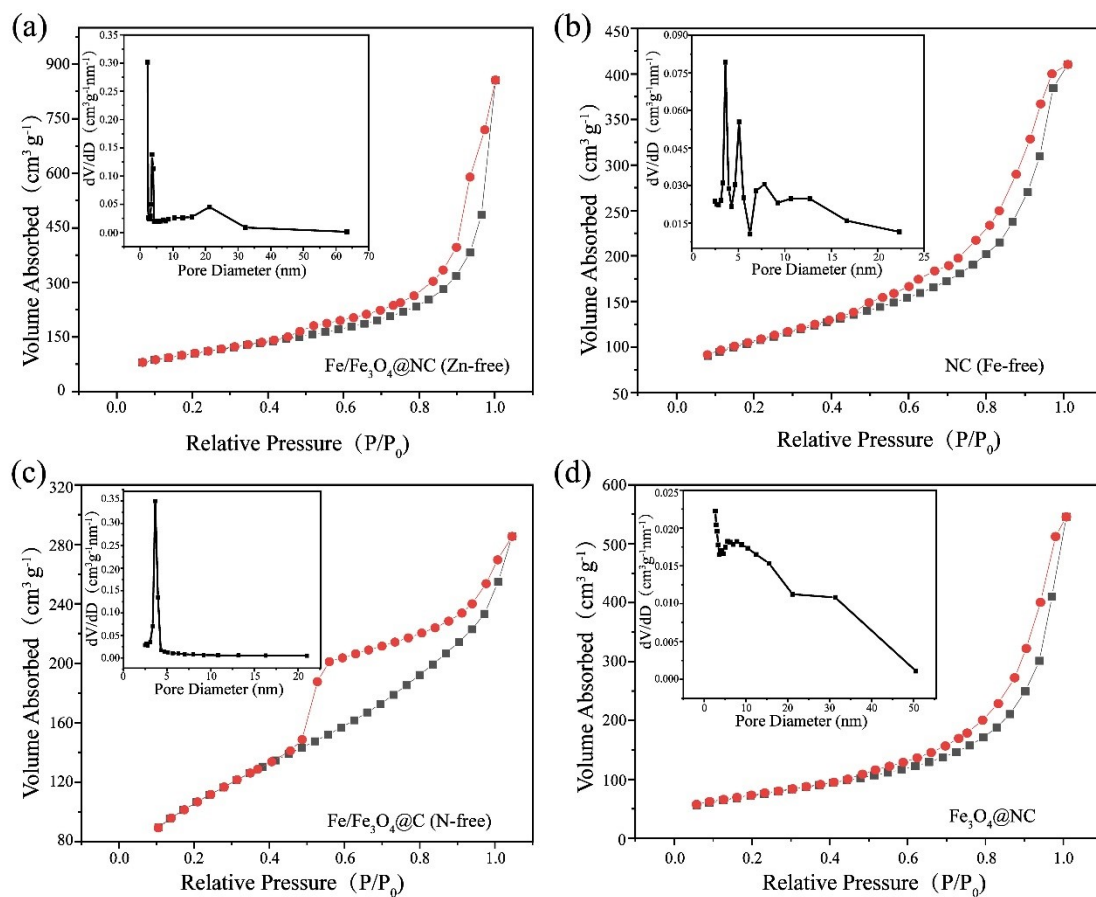 (a)
Volume Absorbed (cm³ g⁻¹)
900
750
600
450
300
150
0
0.0 0.2 0.4 0.6 0.8 1.0
Relative Pressure (P/P₀)
Fe/Fe₃O₄@NC (Zn-free)
dV/dD (cm³g⁻¹nm⁻¹)
0.35
0.30
0.25
0.20
0.15
0.10
0.05
0.00
0 10 20 30 40 50 60 70
Pore Diameter (nm)
(b)
Volume Absorbed (cm³ g⁻¹)
450
400
350
300
250
200
150
100
50
0.0 0.2 0.4 0.6 0.8 1.0
Relative Pressure (P/P₀)
NC (Fe-free)
dV/dD (cm³g⁻¹nm⁻¹)
0.090
0.075
0.060
0.045
0.030
0.015
0 5 10 15 20 25
Pore Diameter (nm)
(c)
Volume Absorbed (cm³ g⁻¹)
320
280
240
200
160
120
80
0.0 0.2 0.4 0.6 0.8 1.0
Relative Pressure (P/P₀)
Fe/Fe₃O₄@C (N-free)
dV/dD (cm³g⁻¹nm⁻¹)
0.35
0.30
0.25
0.20
0.15
0.10
0.05
0.00
0 5 10 15 20
Pore Diameter (nm)
(d)
Volume Absorbed (cm³ g⁻¹)
600
500
400
300
200
100
0
0.0 0.2 0.4 0.6 0.8 1.0
Relative Pressure (P/P₀)
Fe₃O₄@NC
dV/dD (cm³g⁻¹nm⁻¹)
0.025
0.020
0.015
0.010
0.005
0.000
0 10 20 30 40 50
Pore Diameter (nm)